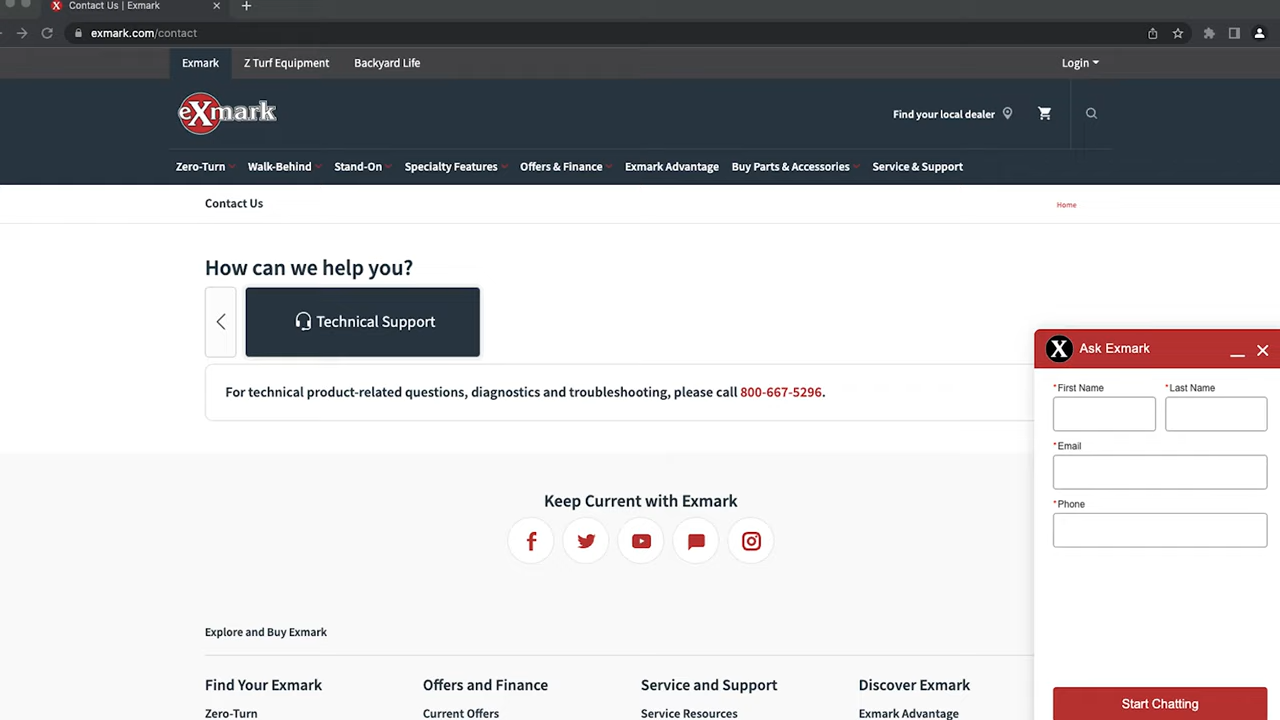 Contact Us | Exmark
exmark.com/contact
Exmark
Z Turf Equipment
Backyard Life
Login
eXmark
Find your local dealer
Zero-Turn
Walk-Behind
Stand-On
Specialty Features
Offers & Finance
Exmark Advantage
Buy Parts & Accessories
Service & Support
Contact Us
Home
How can we help you?
Technical Support
For technical product-related questions, diagnostics and troubleshooting, please call 800-667-5296.
X Ask Exmark
*First Name
*Last Name
*Email
*Phone
Start Chatting
Keep Current with Exmark
Explore and Buy Exmark
Find Your Exmark
Offers and Finance
Service and Support
Discover Exmark
Zero-Turn
Current Offers
Service Resources
Exmark Advantage